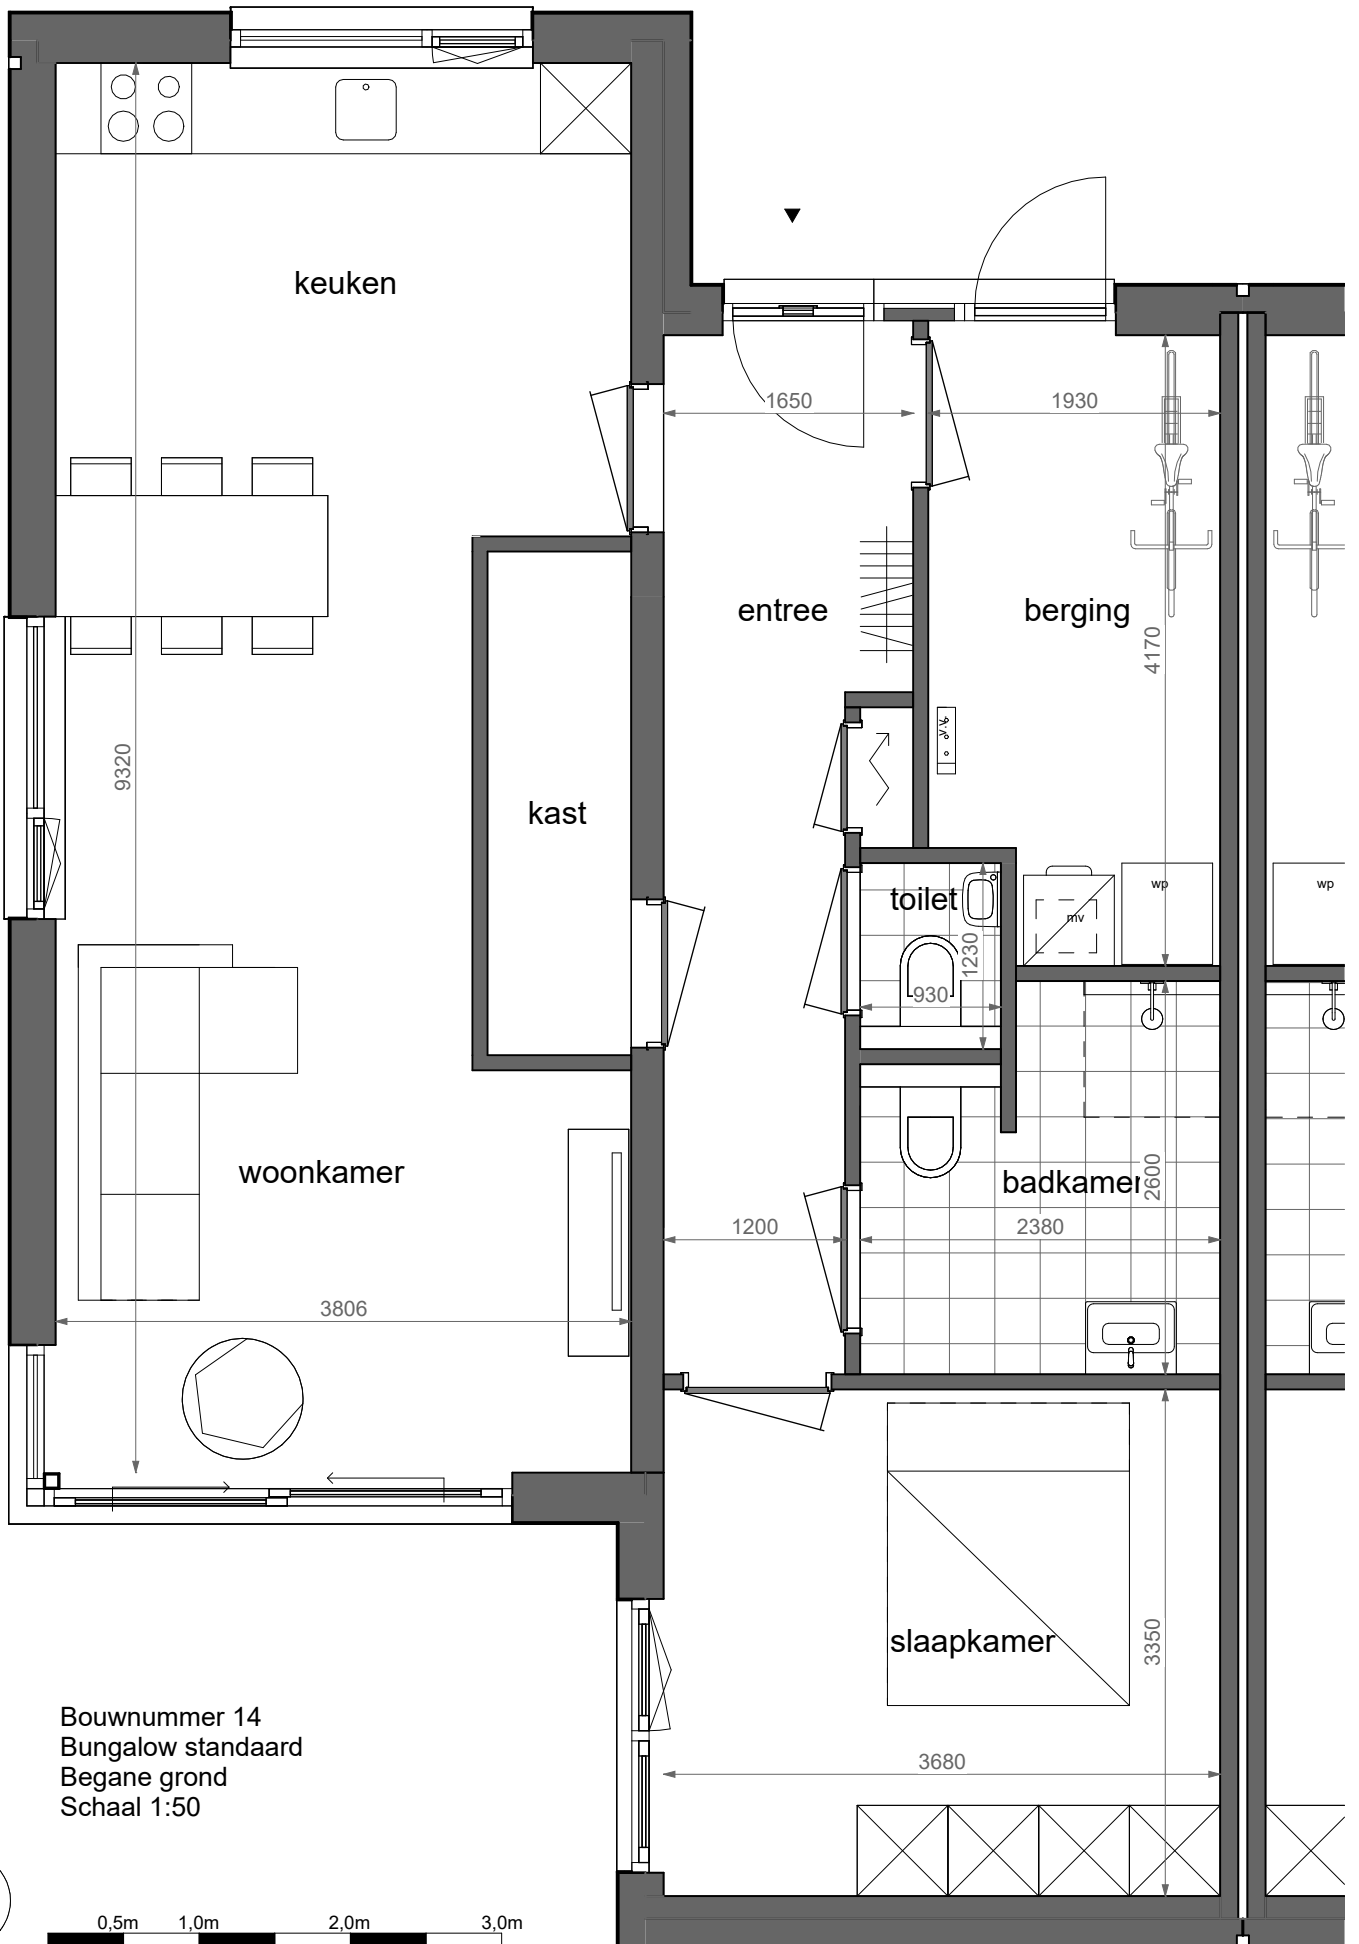 keuken
1650
1930
entree
berging
4170
9320
kast
v.v.
toilet
wp
wp
mv
1230
930
woonkamer
badkamer
2600
1200
2380
3806
slaapkamer
3350
3680
Bouwnummer 14
Bungalow standaard
Begane grond
Schaal 1:50
0,5m 1,0m 2,0m 3,0m